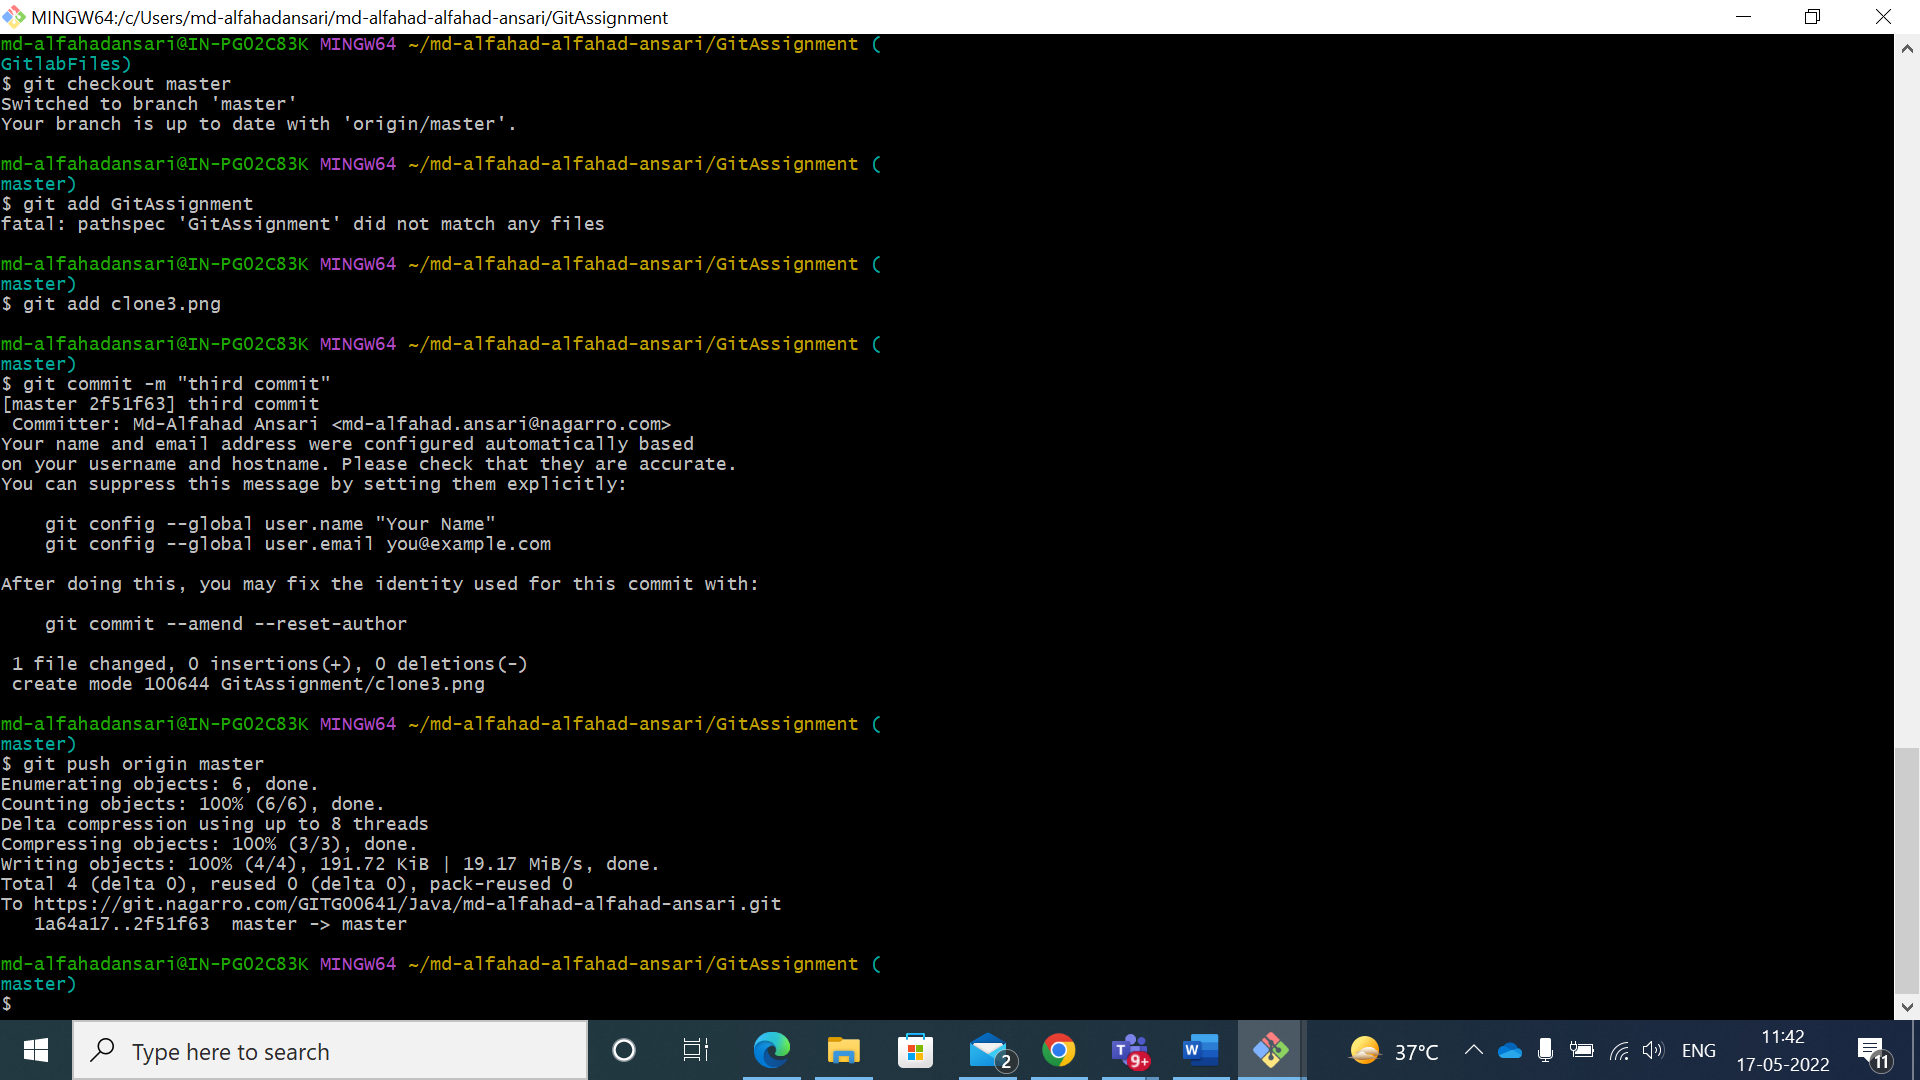 MINGW64:/c/Users/md-alfahadansari/md-alfahad-alfahad-ansari/GitAssignment
md-alfahadansari@IN-PG02C83K MINGW64 ~/md-alfahad-alfahad-ansari/GitAssignment (
GitlabFiles)
$ git checkout master
Switched to branch 'master'
Your branch is up to date with 'origin/master'.
md-alfahadansari@IN-PG02C83K MINGW64 ~/md-alfahad-alfahad-ansari/GitAssignment (
master)
$ git add GitAssignment
fatal: pathspec 'GitAssignment' did not match any files
md-alfahadansari@IN-PG02C83K MINGW64 ~/md-alfahad-alfahad-ansari/GitAssignment (
master)
$ git add clone3.png
md-alfahadansari@IN-PG02C83K MINGW64 ~/md-alfahad-alfahad-ansari/GitAssignment (
master)
$ git commit -m "third commit"
[master 2f51f63] third commit
 Committer: Md-Alfahad Ansari <md-alfahad.ansari@nagarro.com>
Your name and email address were configured automatically based
on your username and hostname. Please check that they are accurate.
You can suppress this message by setting them explicitly:
    git config --global user.name "Your Name"
    git config --global user.email you@example.com
After doing this, you may fix the identity used for this commit with:
    git commit --amend --reset-author
 1 file changed, 0 insertions(+), 0 deletions(-)
 create mode 100644 GitAssignment/clone3.png
md-alfahadansari@IN-PG02C83K MINGW64 ~/md-alfahad-alfahad-ansari/GitAssignment (
master)
$ git push origin master
Enumerating objects: 6, done.
Counting objects: 100% (6/6), done.
Delta compression using up to 8 threads
Compressing objects: 100% (3/3), done.
Writing objects: 100% (4/4), 191.72 KiB | 19.17 MiB/s, done.
Total 4 (delta 0), reused 0 (delta 0), pack-reused 0
To https://git.nagarro.com/GITG00641/Java/md-alfahad-alfahad-ansari.git
   1a64a17..2f51f63  master -> master
md-alfahadansari@IN-PG02C83K MINGW64 ~/md-alfahad-alfahad-ansari/GitAssignment (
master)
$
Type here to search
2
T
9+
W
37°C
ENG
11:42
17-05-2022
11